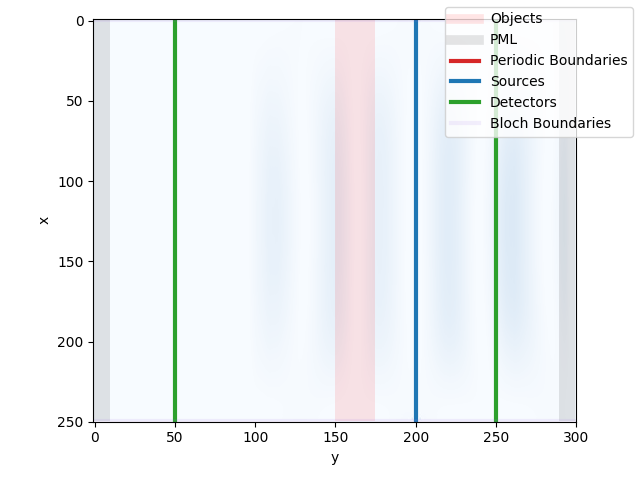 Objects
PML
Periodic Boundaries
Sources
Detectors
Bloch Boundaries
0
50
100
150
200
250
x
0
50
100
150
200
250
300
y